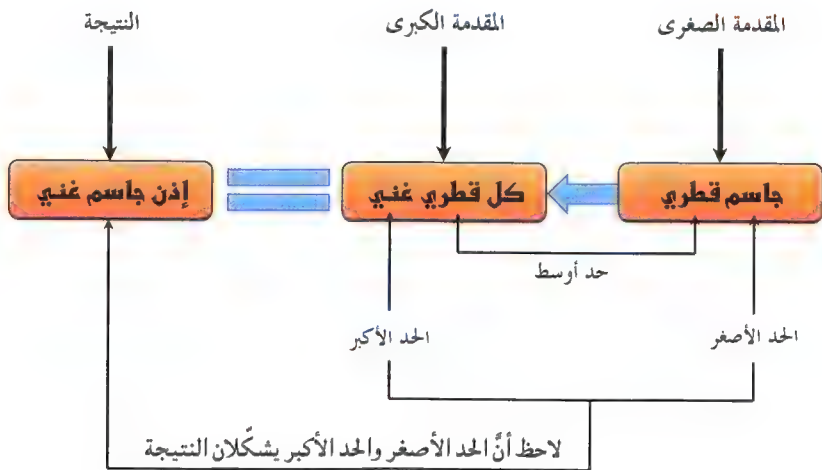 المقدمة الصغرى
المقدمة الكبرى
النتيجة
جاسم قطري
كل قطري غني
إذن جاسم غني
حد أوسط
الحد الأصغر
الحد الأكبر
لاحظ أنَّ الحد الأصغر والحد الأكبر يشكّلان النتيجة